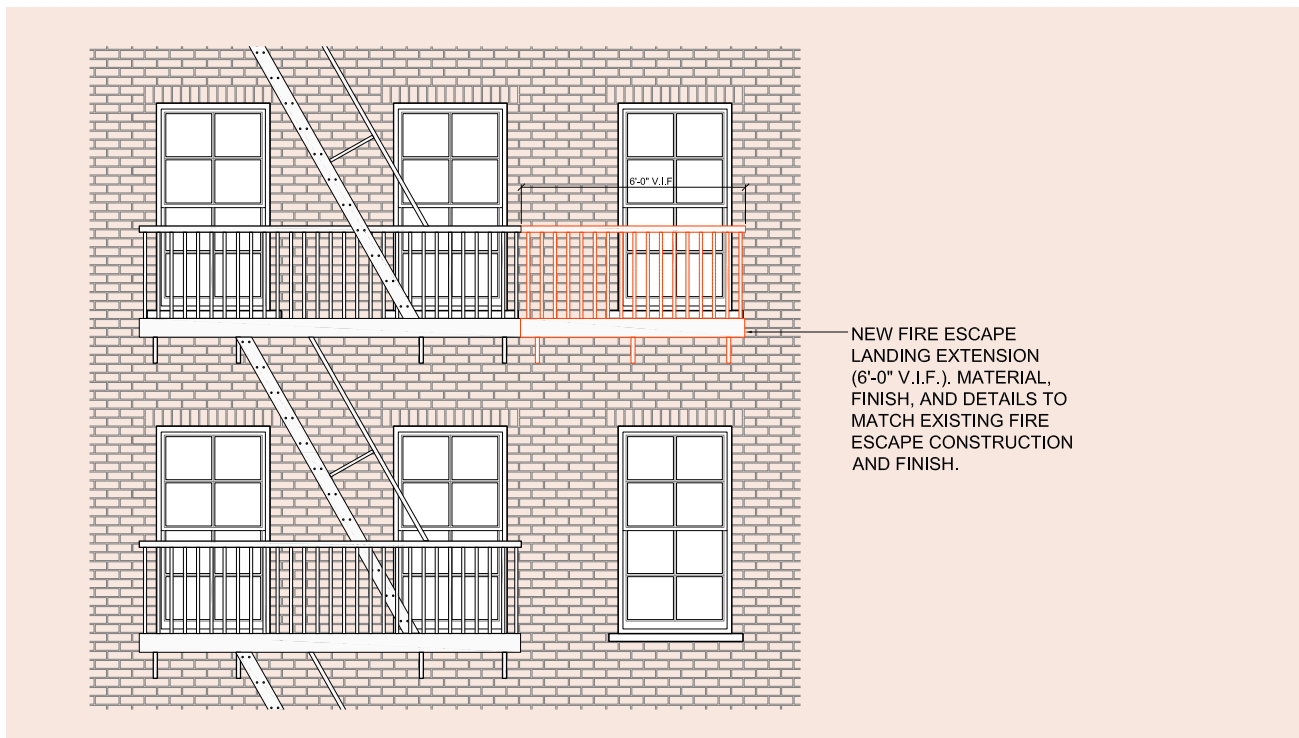 6'-0" V.I.F
NEW FIRE ESCAPE
LANDING EXTENSION
(6'-0" V.I.F.). MATERIAL,
FINISH, AND DETAILS TO
MATCH EXISTING FIRE
ESCAPE CONSTRUCTION
AND FINISH.